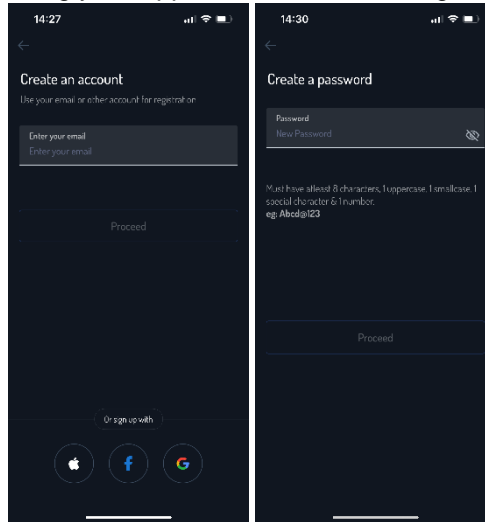 14:27
Create an account
Use your email or other account for registration
Enter your email
Enter your email
Proceed
Or sign up with
14:30
Create a password
Password
New Password
Must have atleast 8 characters, 1 uppercase. 1 smallcase. 1
special character & 1 number.
eg: Abcd@123
Proceed